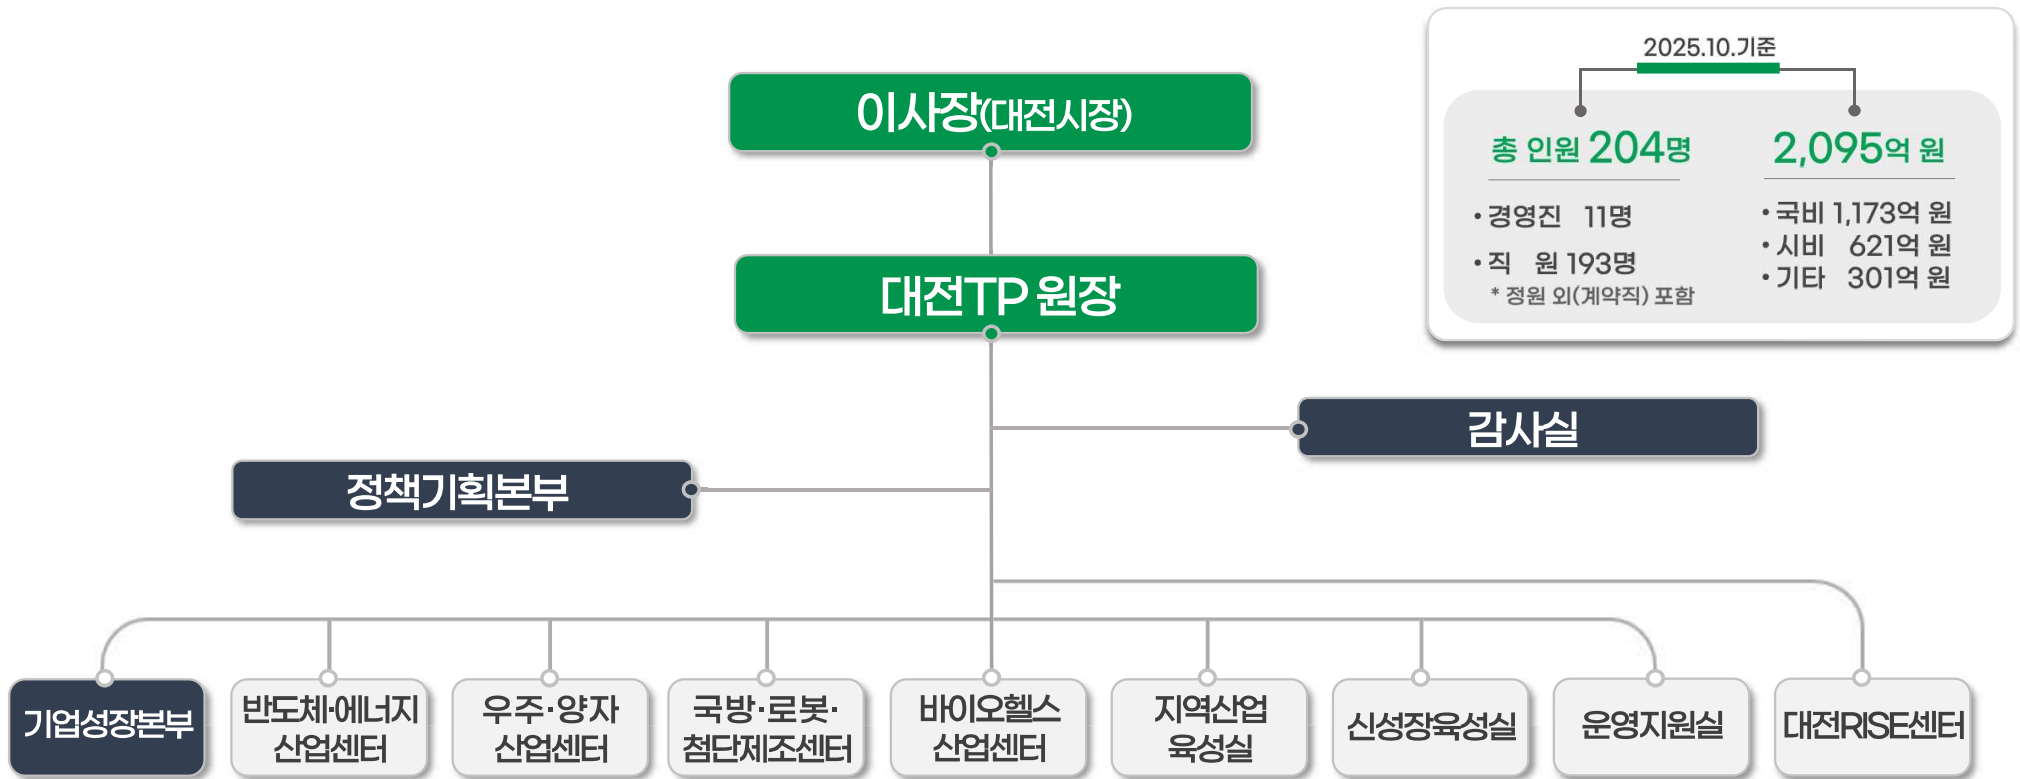 이사장(대전시장)
대전TP 원장
2025.10.기준
총 인원 204명
• 경영진 11명
• 직 원 193명
* 정원 외(계약직) 포함
2,095억 원
• 국비 1,173억 원
• 시비 621억 원
• 기타 301억 원
감사실
정책기획본부
기업성장본부
반도체·에너지
산업센터
우주·양자
산업센터
국방·로봇·
첨단제조센터
바이오헬스
산업센터
지역산업
육성실
신성장육성실
운영지원실
대전RISE센터